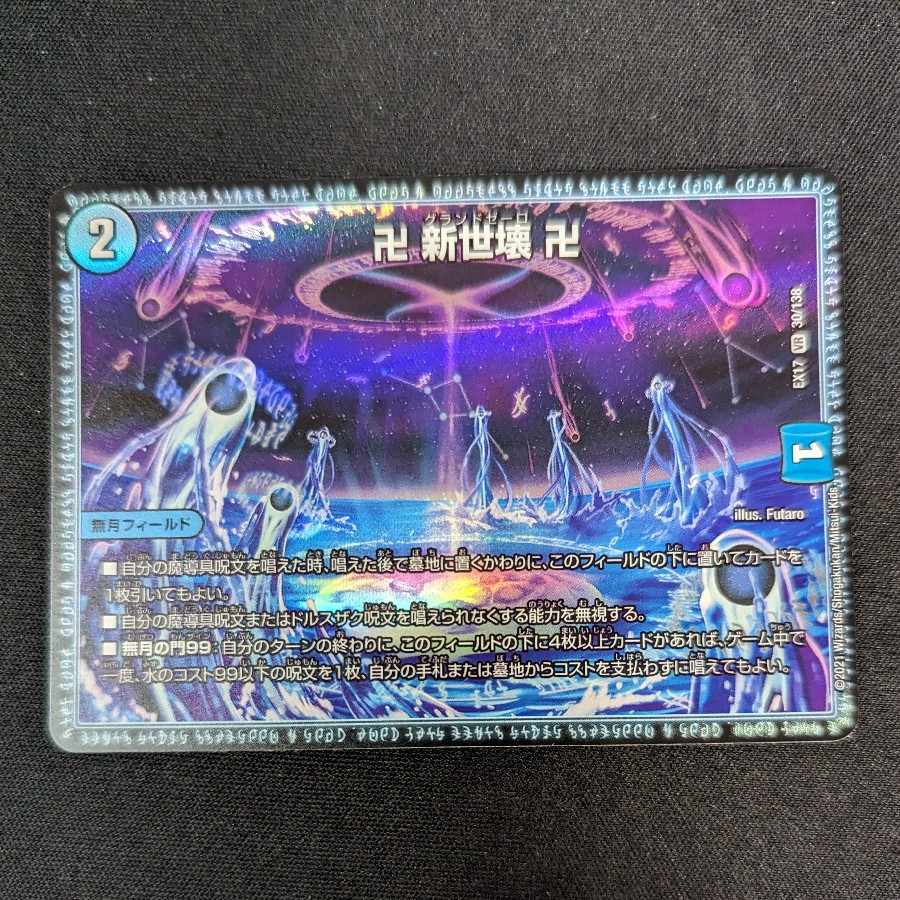 2
グランドゼーロ
卍 新世壊 卍
EX17 VR 30/138
1
無月フィールド
illus. Futaro
■自分の魔導具呪文を唱えた時、唱えた後で墓地に置くかわりに、このフィールドの下に置いてカードを
1枚引いてもよい。
■自分の魔導具呪文またはドルスザク呪文を唱えられなくする能力を無視する。
■無月の門99:自分のターンの終わりに、このフィールドの下に4枚以上カードがあれば、ゲーム中で
一度、水のコスト99以下の呪文を1枚、自分の手札または墓地からコストを支払わずに唱えてもよい。
©2021 Wizards/Shogakukan/Mitsui-Kids